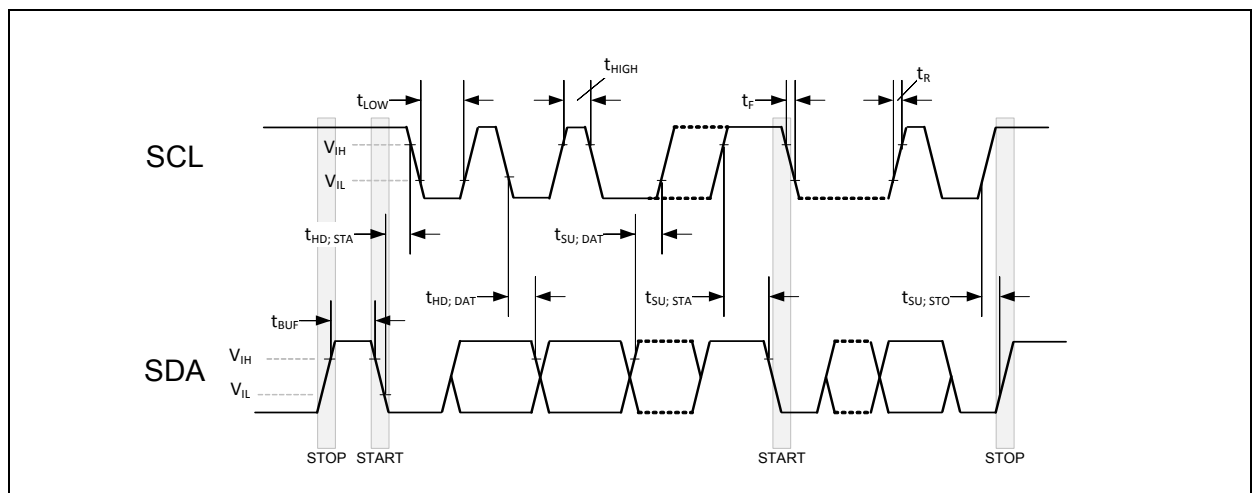 tHIGH
tR
tLOW
tF
SCL
VIH
VIL
tHD; STA
tSU; DAT
tHD; DAT
tSU; STA
tSU; STO
tBUF
SDA
VIH
VIL
STOP START START STOP